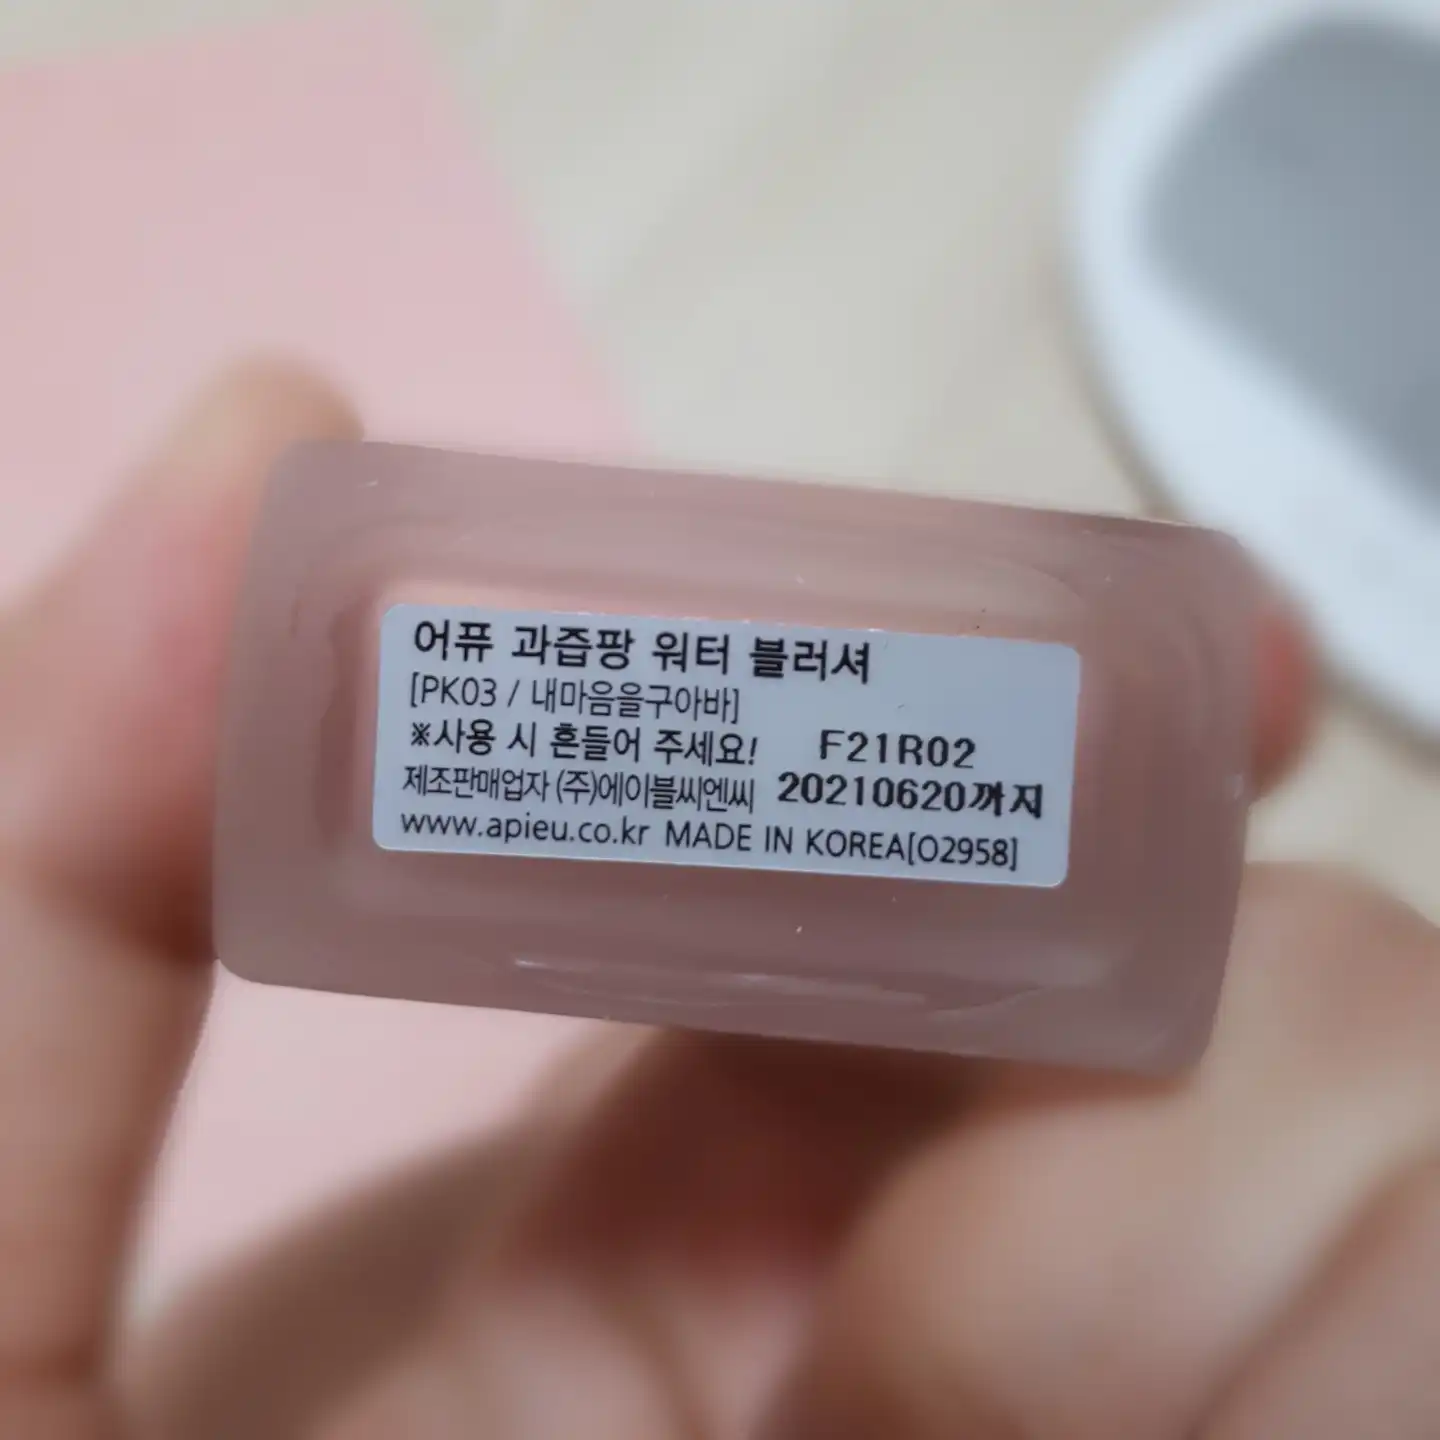 어퓨 과즙팡 워터 블러셔
[PK03 / 내마음을구아바]
※사용 시 흔들어 주세요! F21R02
제조판매업자 (주)에이블씨엔씨 20210620까지
www.apieu.co.kr MADE IN KOREA[O2958]